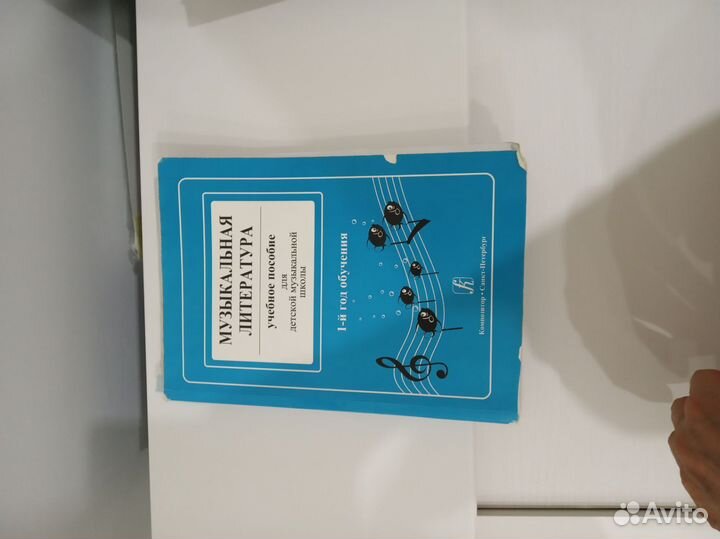 МУЗЫКАЛЬНАЯ
ЛИТЕРАТУРА
учебное пособие
для
детской музыкальной
школы
1-й год обучения
Композитор • Санкт-Петербург
Avito